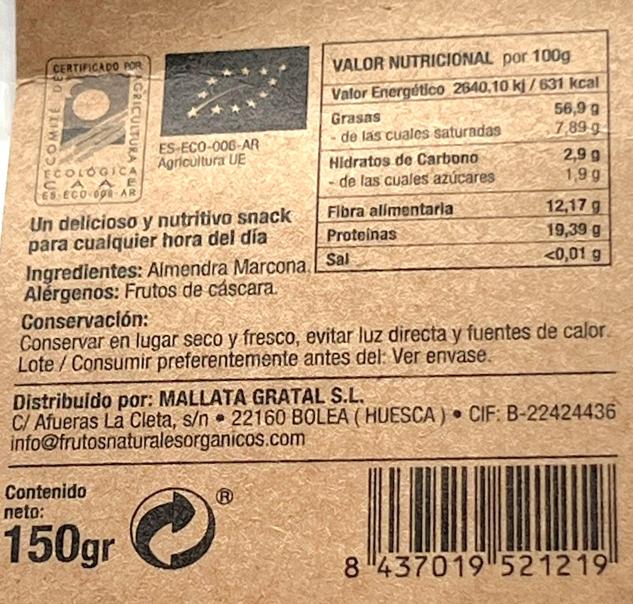 CERTIFICADO POR
COMITÉ DE
AGRICULTURA
ECOLÓGICA
C A A E
ES-ECO-006-AR
ES-ECO-006-AR
Agricultura UE
VALOR NUTRICIONAL por 100g
Valor Energético 2640,10 kj / 631 kcal
Grasas 56,9 g
- de las cuales saturadas 7,89 g
Hidratos de Carbono 2,9 g
- de las cuales azúcares 1,9 g
Fibra alimentaria 12,17 g
Proteinas 19,39 g
Sal <0,01 g
Un delicioso y nutritivo snack
para cualquier hora del día
Ingredientes: Almendra Marcona.
Alérgenos: Frutos de cáscara.
Conservación:
Conservar en lugar seco y fresco, evitar luz directa y fuentes de calor.
Lote / Consumir preferentemente antes del: Ver envase.
Distribuido por: MALLATA GRATAL S.L.
C/ Afueras La Cleta, s/n • 22160 BOLEA ( HUESCA ) • CIF: B-22424436
info@frutosnaturalesorganicos.com
Contenido
neto:
150gr
®
8 437019 521219